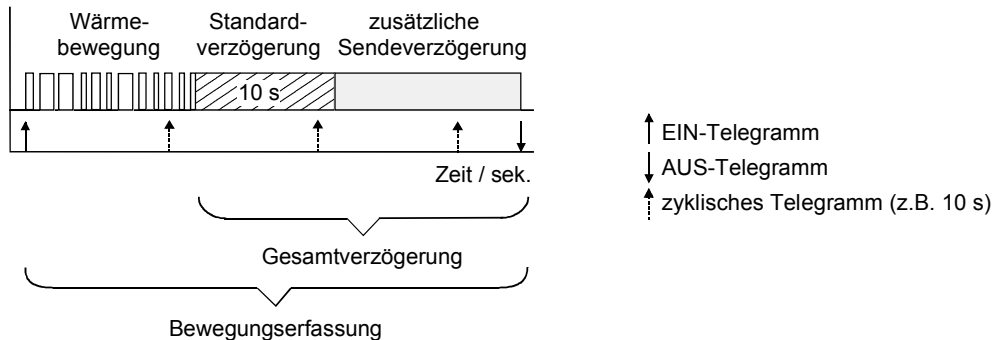 Wärme-
bewegung
Standard-
verzögerung
zusätzliche
Sendeverzögerung
10 s
Zeit / sek.
EIN-Telegramm
AUS-Telegramm
zyklisches Telegramm (z.B. 10 s)
Gesamtverzögerung
Bewegungserfassung